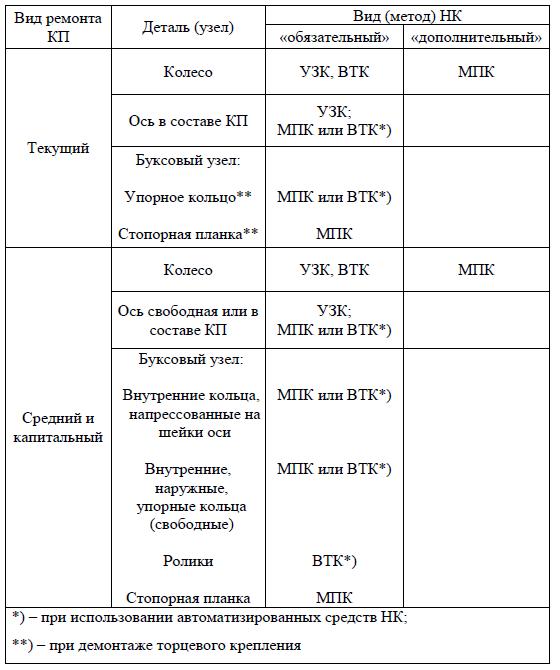 Вид ремонта КП
Деталь (узел)
Вид (метод) НК
«обязательный»
«дополнительный»
Текущий
Колесо
УЗК, ВТК
МПК
Ось в составе КП
УЗК;
МПК или ВТК*)
Буксовый узел:
Упорное кольцо**
МПК или ВТК*)
Стопорная планка**
МПК
Средний и
капитальный
Колесо
УЗК, ВТК
МПК
Ось свободная или в
составе КП
УЗК;
МПК или ВТК*)
Буксовый узел:
Внутренние кольца,
напрессованные на
шейки оси
МПК или ВТК*)
Внутренние,
наружные,
упорные кольца
(свободные)
МПК или ВТК*)
Ролики
ВТК*)
Стопорная планка
МПК
*) – при использовании автоматизированных средств НК;
**) – при демонтаже торцевого крепления